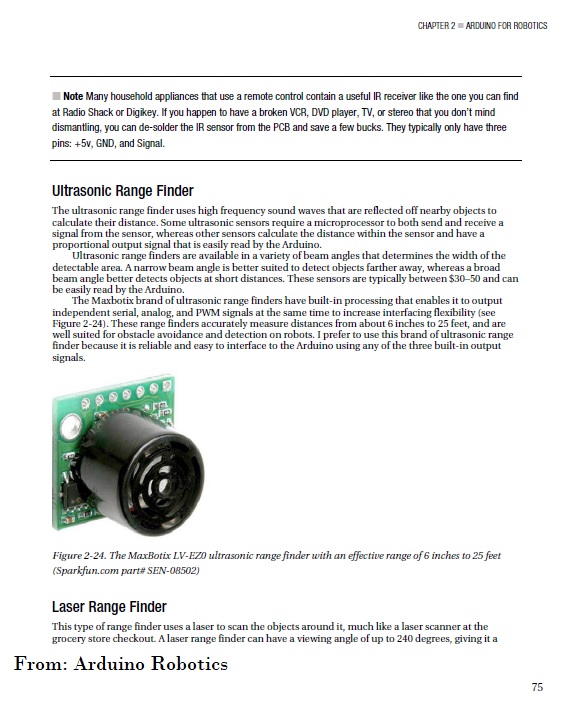 CHAPTER 2 ■ ARDUINO FOR ROBOTICS
■ Note Many household appliances that use a remote control contain a useful IR receiver like the one you can find
at Radio Shack or Digikey. If you happen to have a broken VCR, DVD player, TV, or stereo that you don't mind
dismantling, you can de-solder the IR sensor from the PCB and save a few bucks. They typically only have three
pins: +5v, GND, and Signal.
Ultrasonic Range Finder
The ultrasonic range finder uses high frequency sound waves that are reflected off nearby objects to
calculate their distance. Some ultrasonic sensors require a microprocessor to both send and receive a
signal from the sensor, whereas other sensors calculate the distance within the sensor and have a
proportional output signal that is easily read by the Arduino.
Ultrasonic range finders are available in a variety of beam angles that determines the width of the
detectable area. A narrow beam angle is better suited to detect objects farther away, whereas a broad
beam angle better detects objects at short distances. These sensors are typically between $30–50 and can
be easily read by the Arduino.
The Maxbotix brand of ultrasonic range finders have built-in processing that enables it to output
independent serial, analog, and PWM signals at the same time to increase interfacing flexibility (see
Figure 2-24). These range finders accurately measure distances from about 6 inches to 25 feet, and are
well suited for obstacle avoidance and detection on robots. I prefer to use this brand of ultrasonic range
finder because it is reliable and easy to interface to the Arduino using any of the three built-in output
signals.
Figure 2-24. The MaxBotix LV-EZ0 ultrasonic range finder with an effective range of 6 inches to 25 feet
(Sparkfun.com part# SEN-08502)
Laser Range Finder
This type of range finder uses a laser to scan the objects around it, much like a laser scanner at the
grocery store checkout. A laser range finder can have a viewing angle of up to 240 degrees, giving it a
From: Arduino Robotics
75